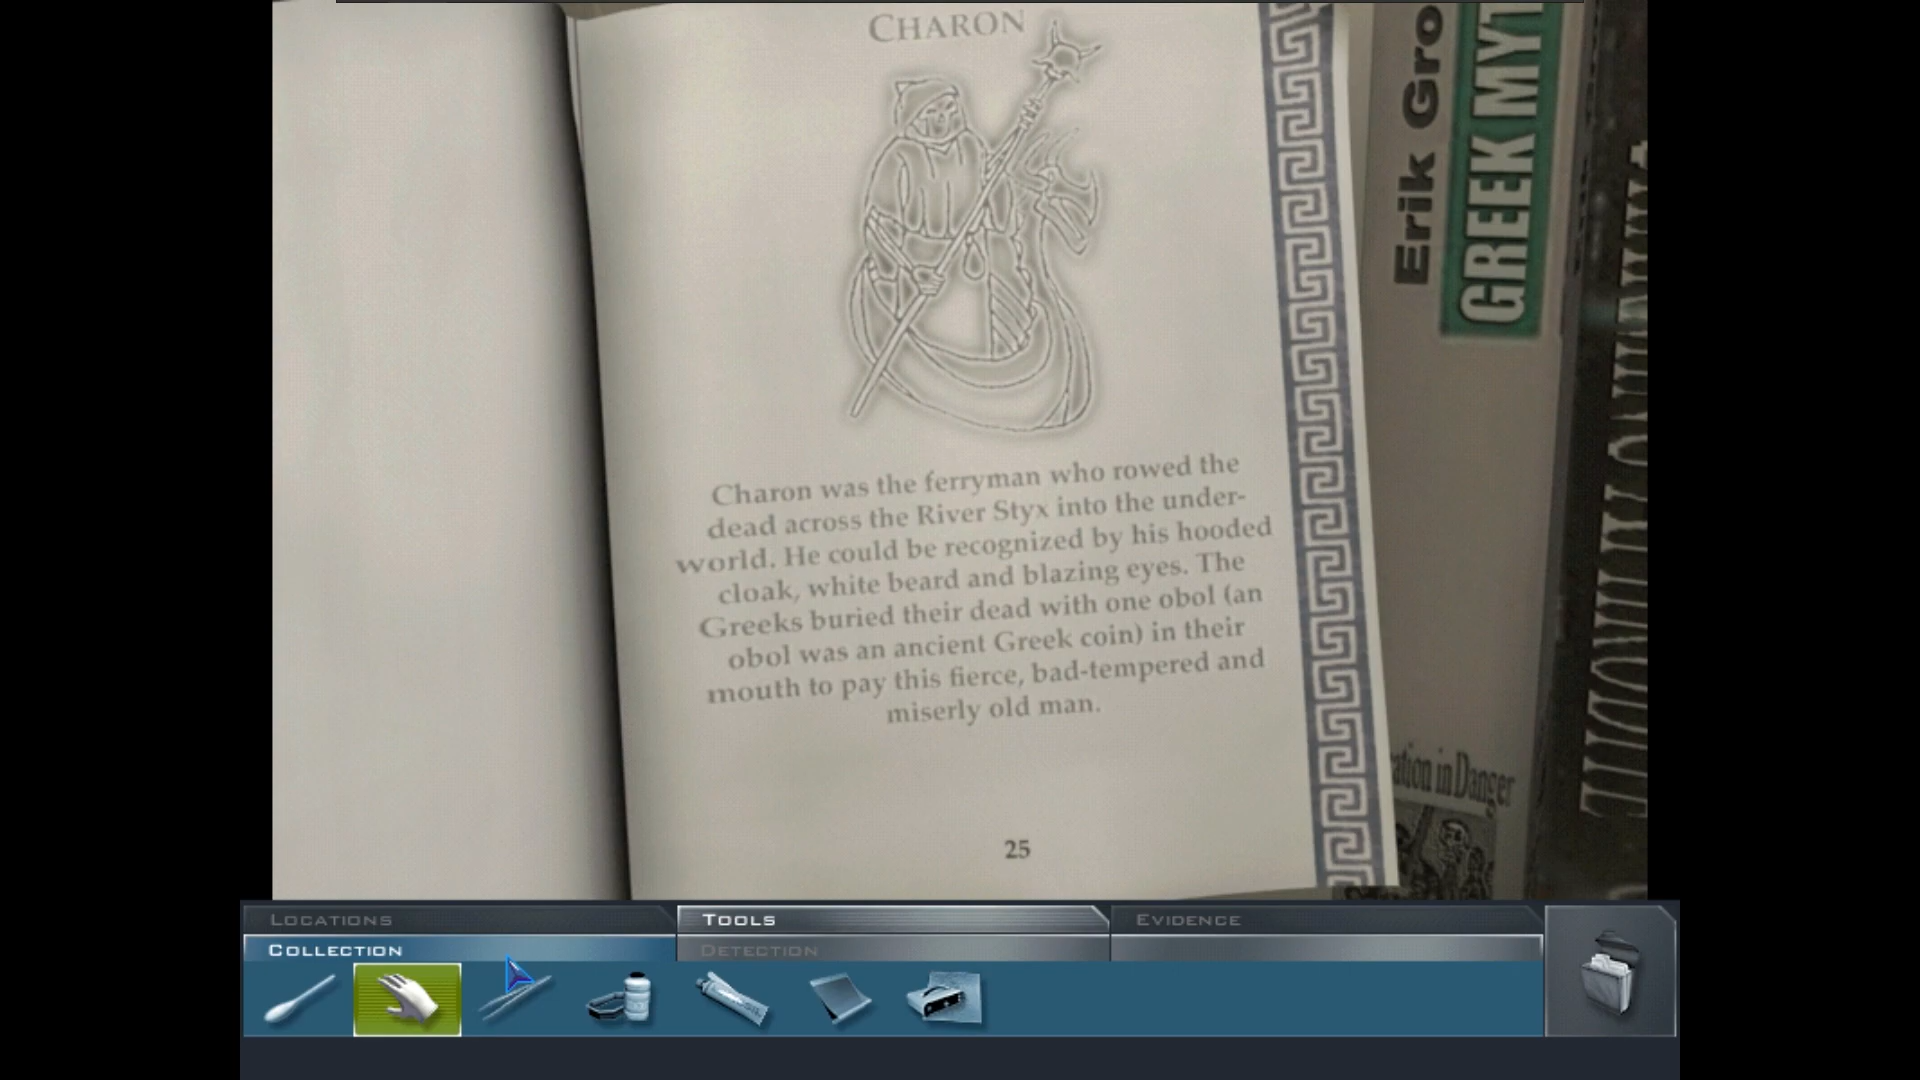 CHARON
Charon was the ferryman who rowed the
dead across the River Styx into the under-
world. He could be recognized by his hooded
cloak, white beard and blazing eyes. The
Greeks buried their dead with one obol (an
obol was an ancient Greek coin) in their
mouth to pay this fierce, bad-tempered and
miserly old man.
25
Erik Gro
GREEK MYT
ation in Danger
LOCATIONS
TOOLS
EVIDENCE
COLLECTION
DETECTION